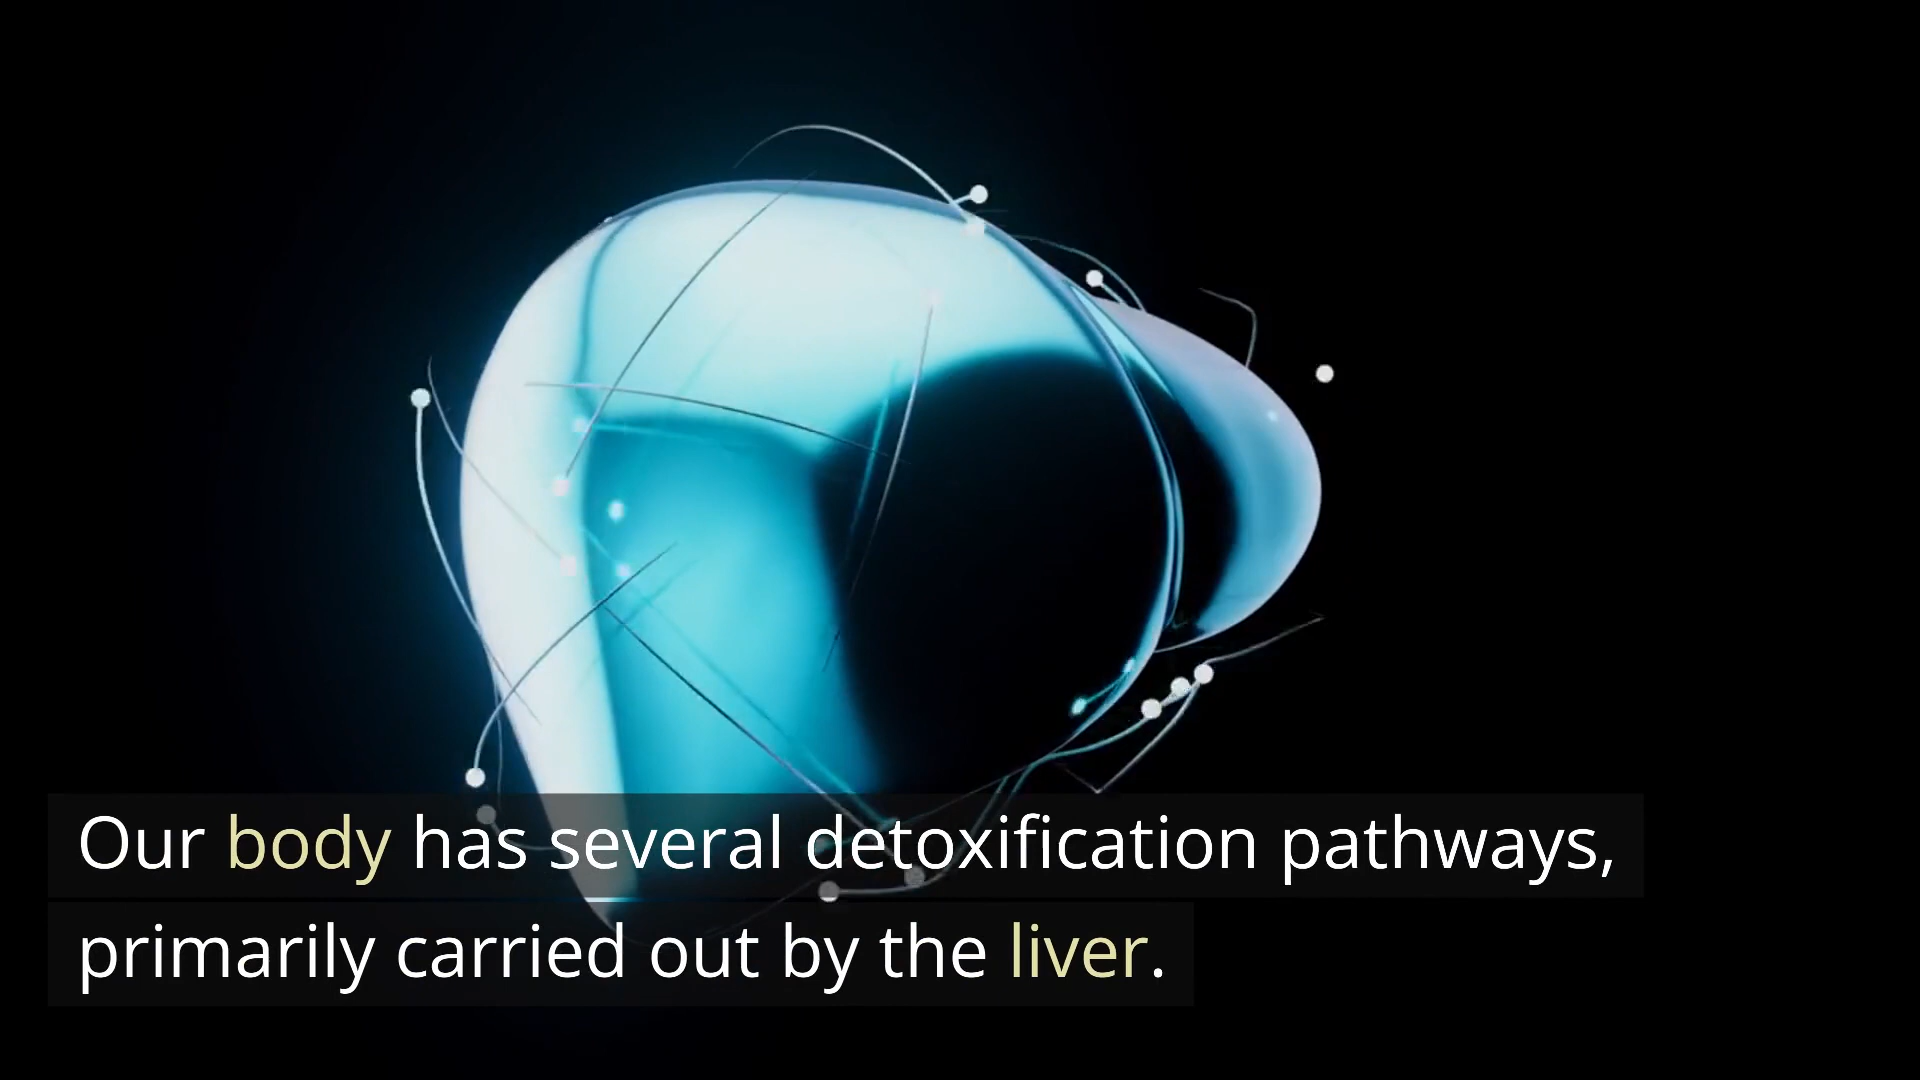 Our body has several detoxification pathways,
primarily carried out by the liver.